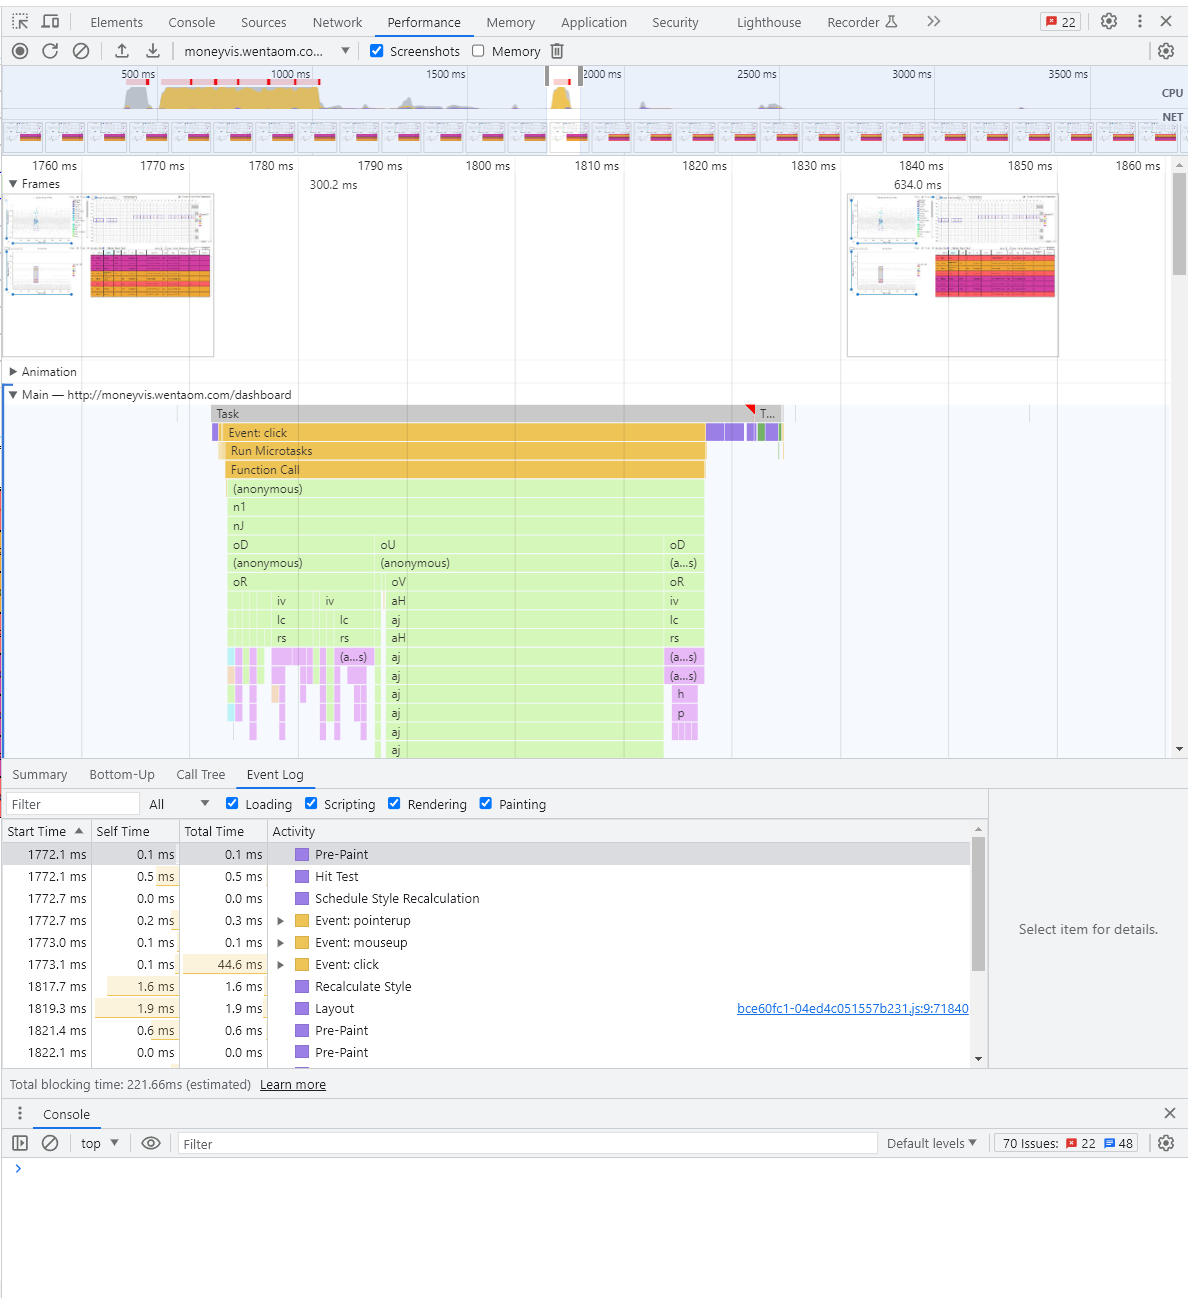 Elements Console Sources Network Performance Memory Application Security Lighthouse Recorder 22
moneyvis.wentaom.co... Screenshots Memory
500 ms 1000 ms 1500 ms 2000 ms 2500 ms 3000 ms 3500 ms
CPU
NET
1760 ms 1770 ms 1780 ms 1790 ms 1800 ms 1810 ms 1820 ms 1830 ms 1840 ms 1850 ms 1860 ms
Frames 300.2 ms 634.0 ms
Animation
Main — http://moneyvis.wentaom.com/dashboard
Task T...
Event: click
Run Microtasks
Function Call
(anonymous)
n1
nJ
oD oU oD
(anonymous) (anonymous) (a...s)
oR oV oR
iv iv aH iv
lc lc aj lc
rs rs aH rs
(a...s) aj (a...s)
aj (a...s)
aj h
aj p
aj
aj
Summary Bottom-Up Call Tree Event Log
Filter All Loading Scripting Rendering Painting
Start Time Self Time Total Time Activity
1772.1 ms 0.1 ms 0.1 ms Pre-Paint
1772.1 ms 0.5 ms 0.5 ms Hit Test
1772.7 ms 0.0 ms 0.0 ms Schedule Style Recalculation
1772.7 ms 0.2 ms 0.3 ms Event: pointerup
1773.0 ms 0.1 ms 0.1 ms Event: mouseup
1773.1 ms 0.1 ms 44.6 ms Event: click
1817.7 ms 1.6 ms 1.6 ms Recalculate Style
1819.3 ms 1.9 ms 1.9 ms Layout bce60fc1-04ed4c051557b231.js:9:71840
1821.4 ms 0.6 ms 0.6 ms Pre-Paint
1822.1 ms 0.0 ms 0.0 ms Pre-Paint
Select item for details.
Total blocking time: 221.66ms (estimated) Learn more
Console
top Filter Default levels 70 Issues: 22 48